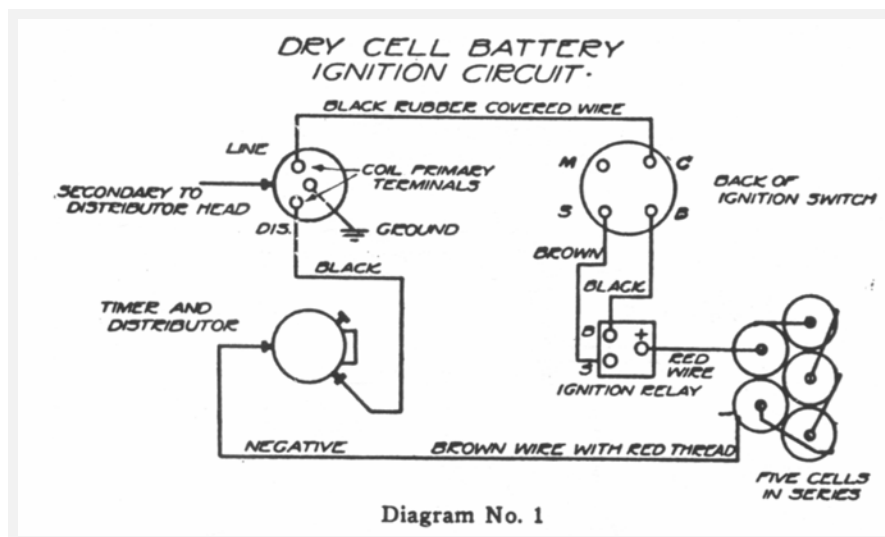 DRY CELL BATTERY
IGNITION CIRCUIT.
BLACK RUBBER COVERED WIRE
LINE
COIL PRIMARY
TERMINALS
SECONDARY TO
DISTRIBUTOR HEAD
DIS.
GROUND
BLACK
M
C
S
B
BACK OF
IGNITION SWITCH
BROWN
BLACK
TIMER AND
DISTRIBUTOR
A
B
+
S
RED
WIRE
IGNITION RELAY
NEGATIVE
BROWN WIRE WITH RED THREAD
FIVE CELLS
IN SERIES
Diagram No. 1